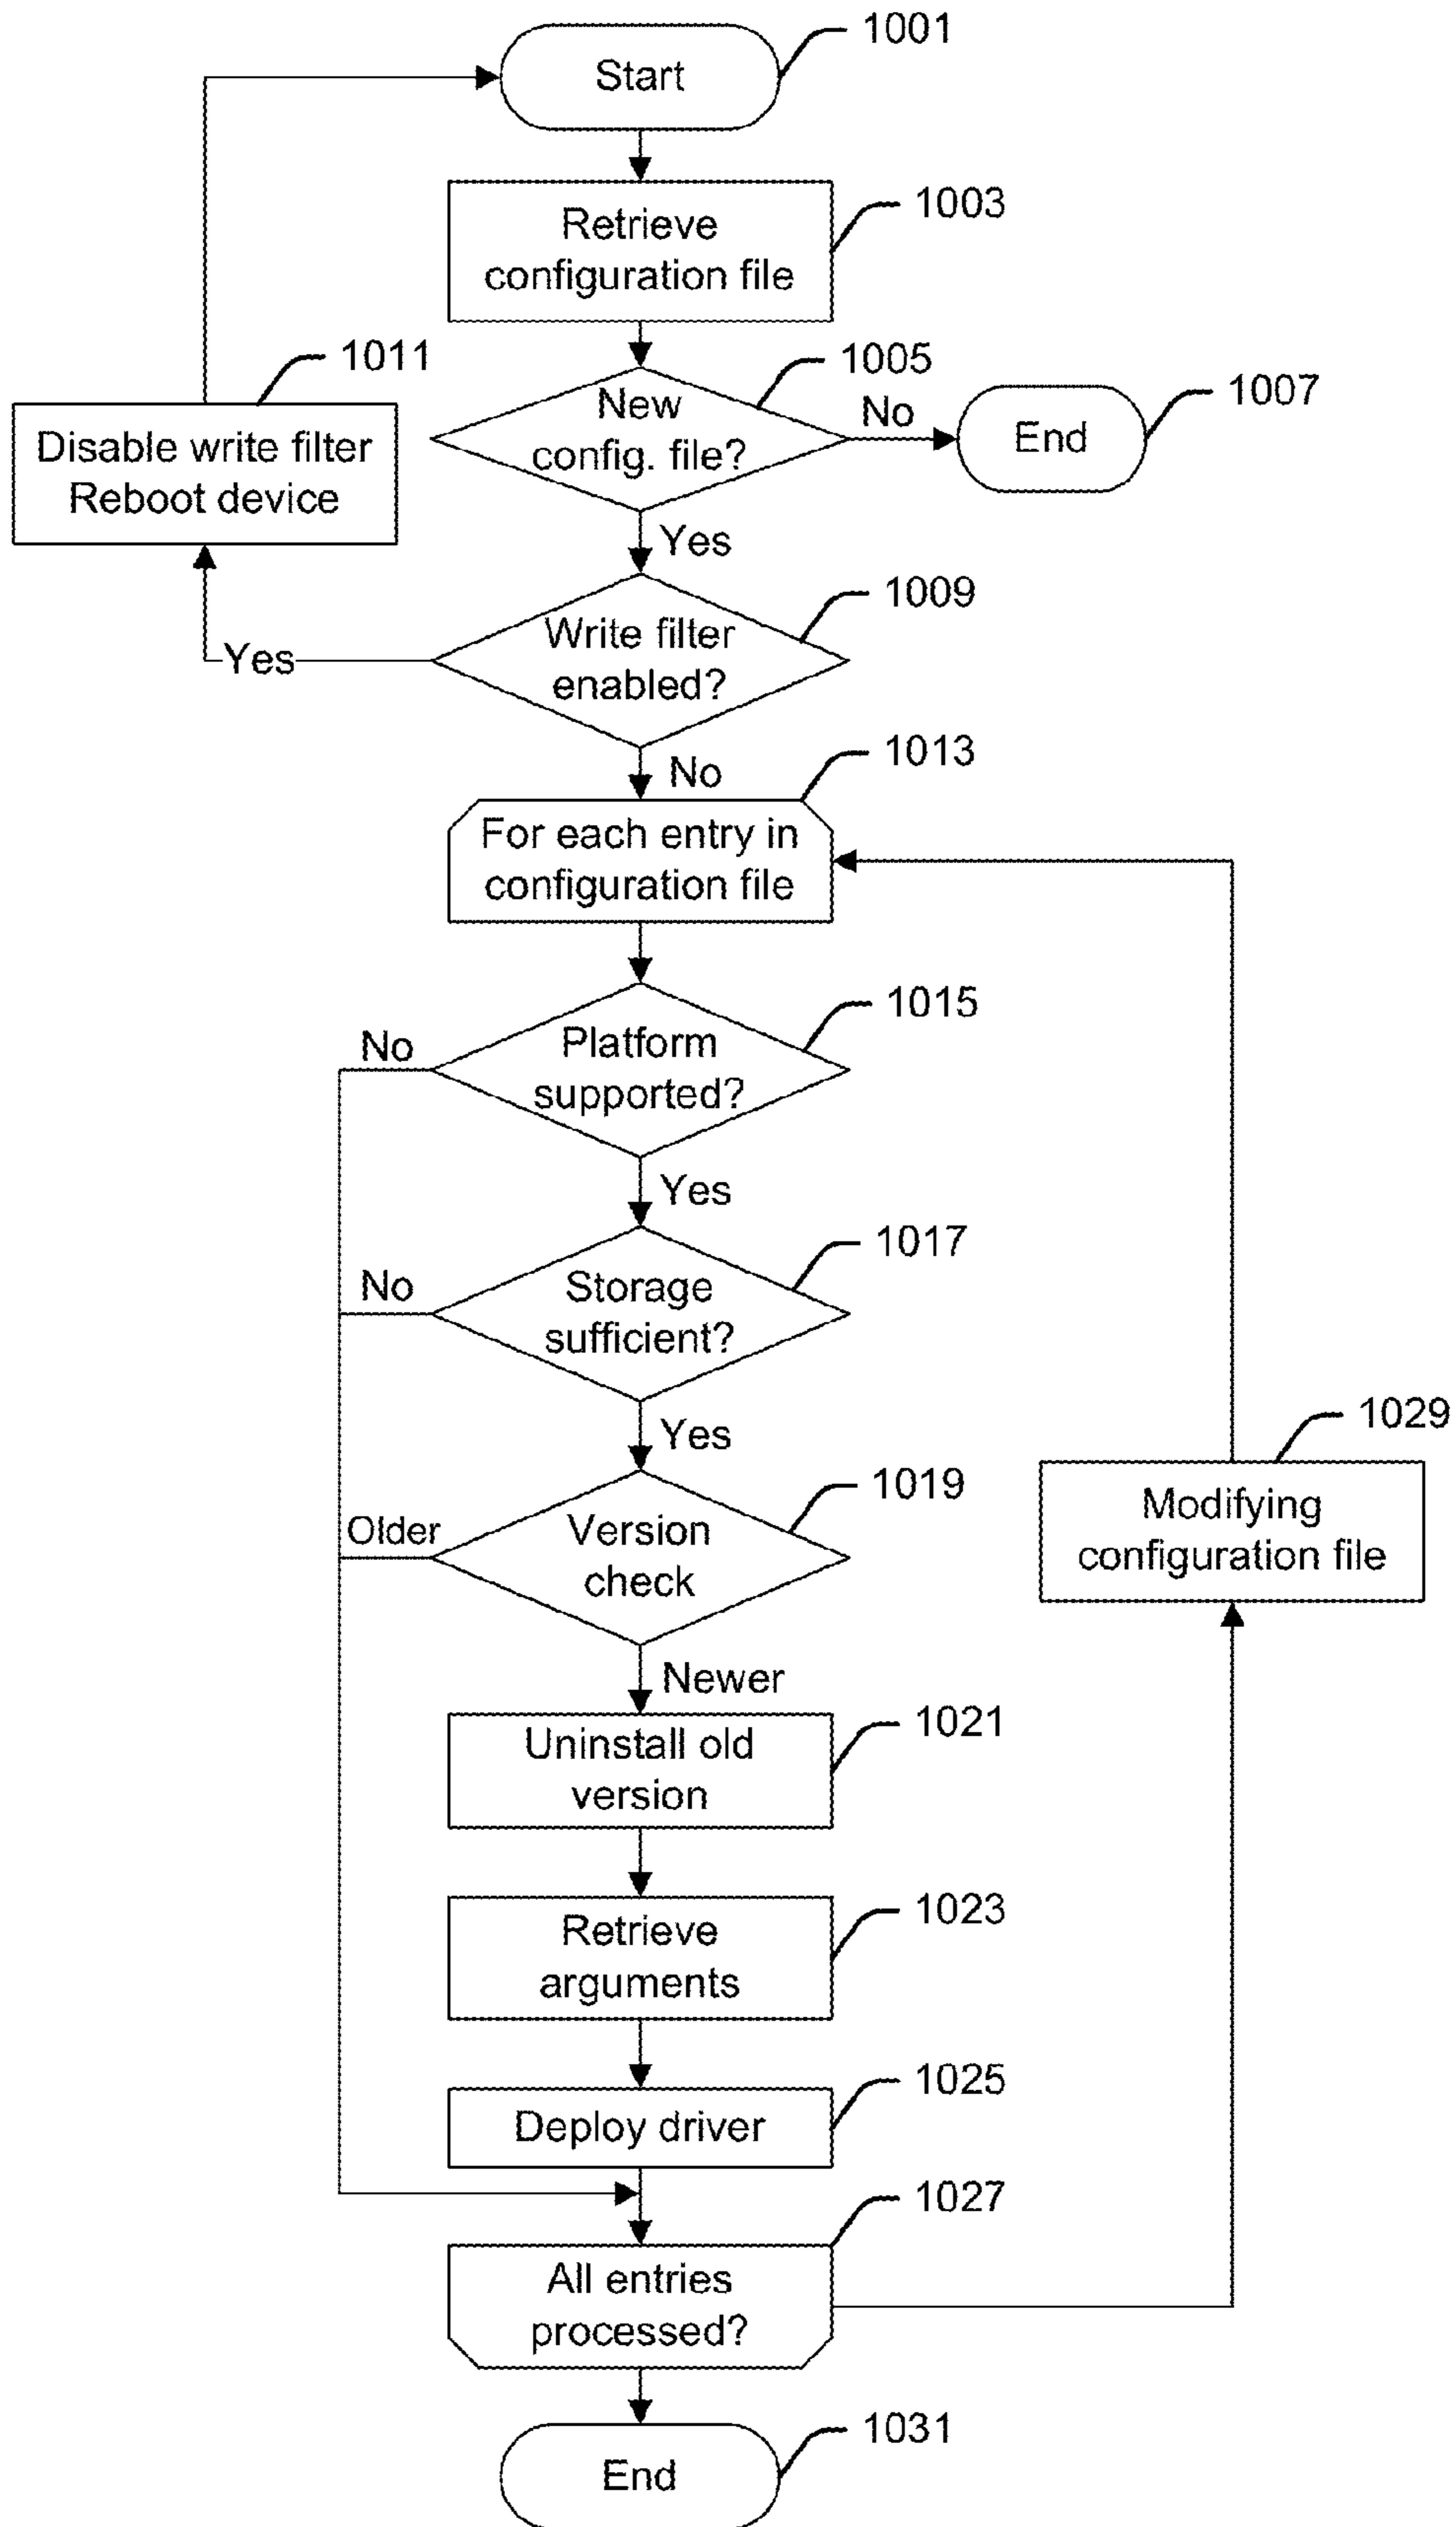 Start
1001
Retrieve
configuration file
1003
New
config. file?
1005
No
End
1007
1011
Disable write filter
Reboot device
Yes
Write filter
enabled?
1009
Yes
No
For each entry in
configuration file
1013
Platform
supported?
1015
No
Yes
Storage
sufficient?
1017
No
Yes
Version
check
1019
Older
Newer
Modifying
configuration file
1029
Uninstall old
version
1021
Retrieve
arguments
1023
Deploy driver
1025
All entries
processed?
1027
End
1031